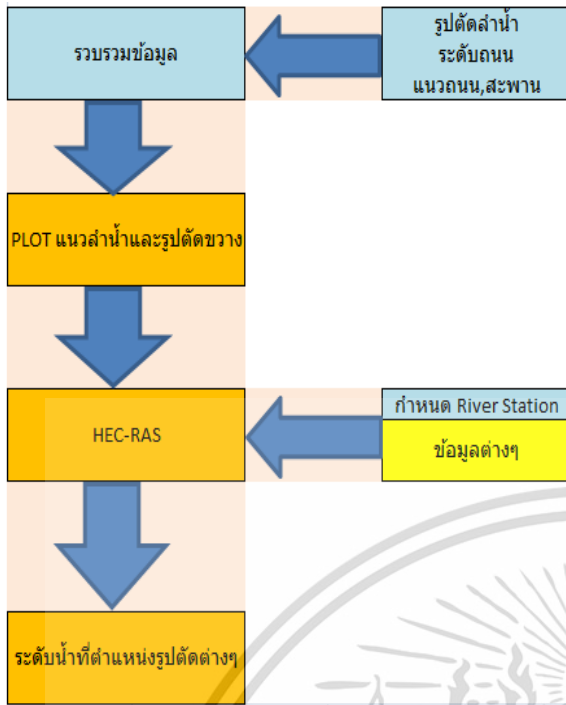 รวบรวมข้อมูล
รูปตัดลำน้ำ
ระดับถนน
แนวถนน,สะพาน
PLOT แนวลำน้ำและรูปตัดขวาง
HEC-RAS
กำหนด River Station
ข้อมูลต่างๆ
ระดับน้ำที่ตำแหน่งรูปตัดต่างๆ